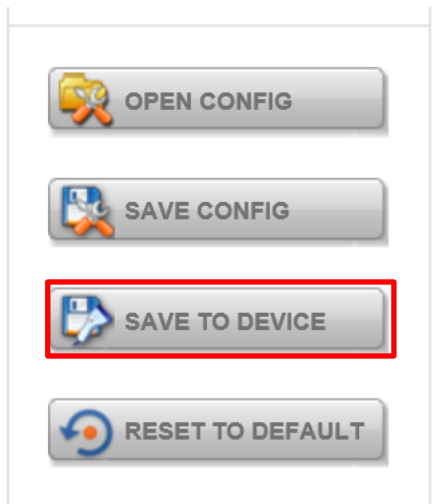 OPEN CONFIG
SAVE CONFIG
SAVE TO DEVICE
RESET TO DEFAULT